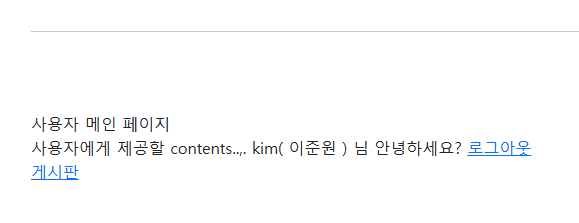 사용자 메인 페이지
사용자에게 제공할 contents..,. kim( 이준원 ) 님 안녕하세요? 로그아웃
게시판